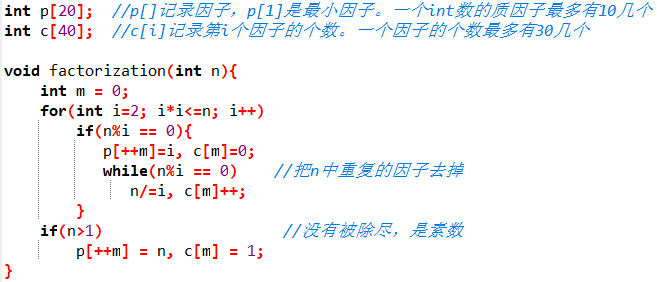 int p[20];  //p[]记录因子，p[1]是最小因子。一个int数的质因子最多有10几个
int c[40];  //c[i]记录第i个因子的个数。一个因子的个数最多有30几个
void factorization(int n){
    int m = 0;
    for(int i=2; i*i<=n; i++)
        if(n%i == 0){
           p[++m]=i, c[m]=0;
           while(n%i == 0)    //把n中重复的因子去掉
              n/=i, c[m]++;
        }
    if(n>1)                    //没有被除尽，是素数
        p[++m] = n, c[m] = 1;
}